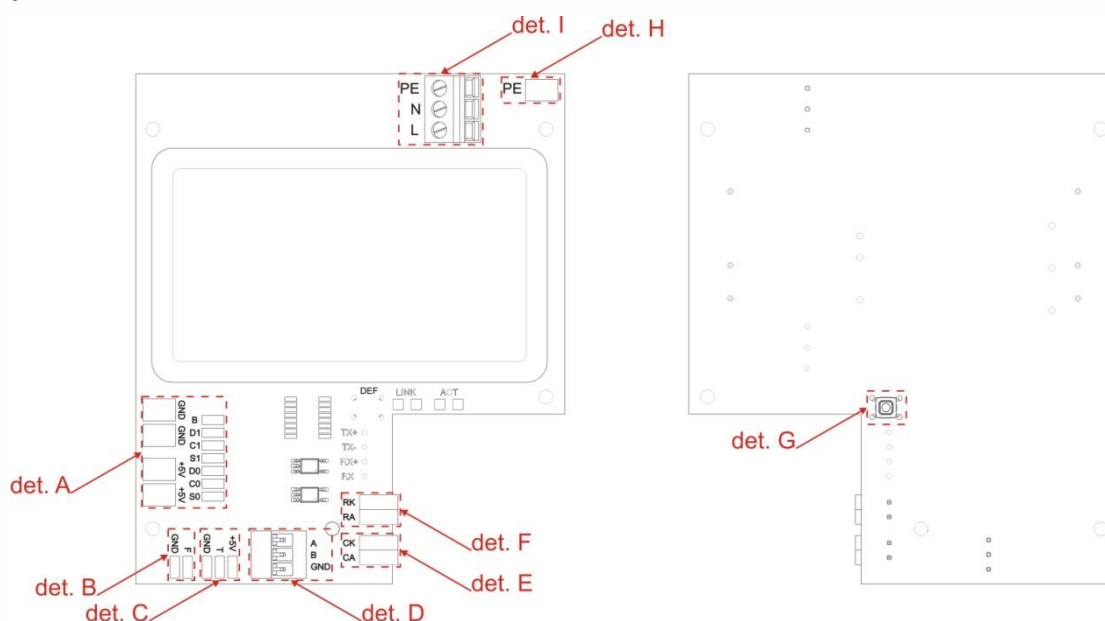 det. I
det. H
PE
N
L
PE
DEF
LINK
ACT
GND
GND
+5V
+5V
B
D1
C1
S1
D0
C0
S0
TX+
TX-
RX+
RX
det. A
det. G
RK
RA
det. F
GND
F
GND
T
+5V
A
B
GND
CK
CA
det. E
det. B
det. C
det. D